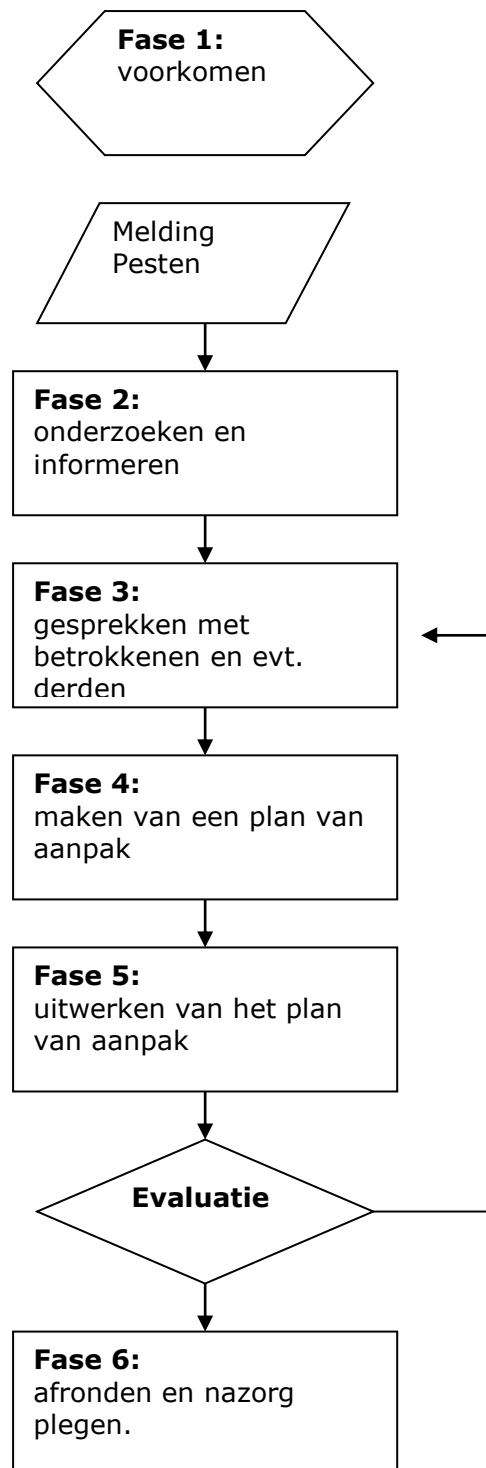 Fase 1:
voorkomen
Melding
Pesten
Fase 2:
onderzoeken en
informeren
Fase 3:
gesprekken met
betrokkenen en evt.
derden
Fase 4:
maken van een plan van
aanpak
Fase 5:
uitwerken van het plan
van aanpak
Evaluatie
Fase 6:
afronden en nazorg
plegen.